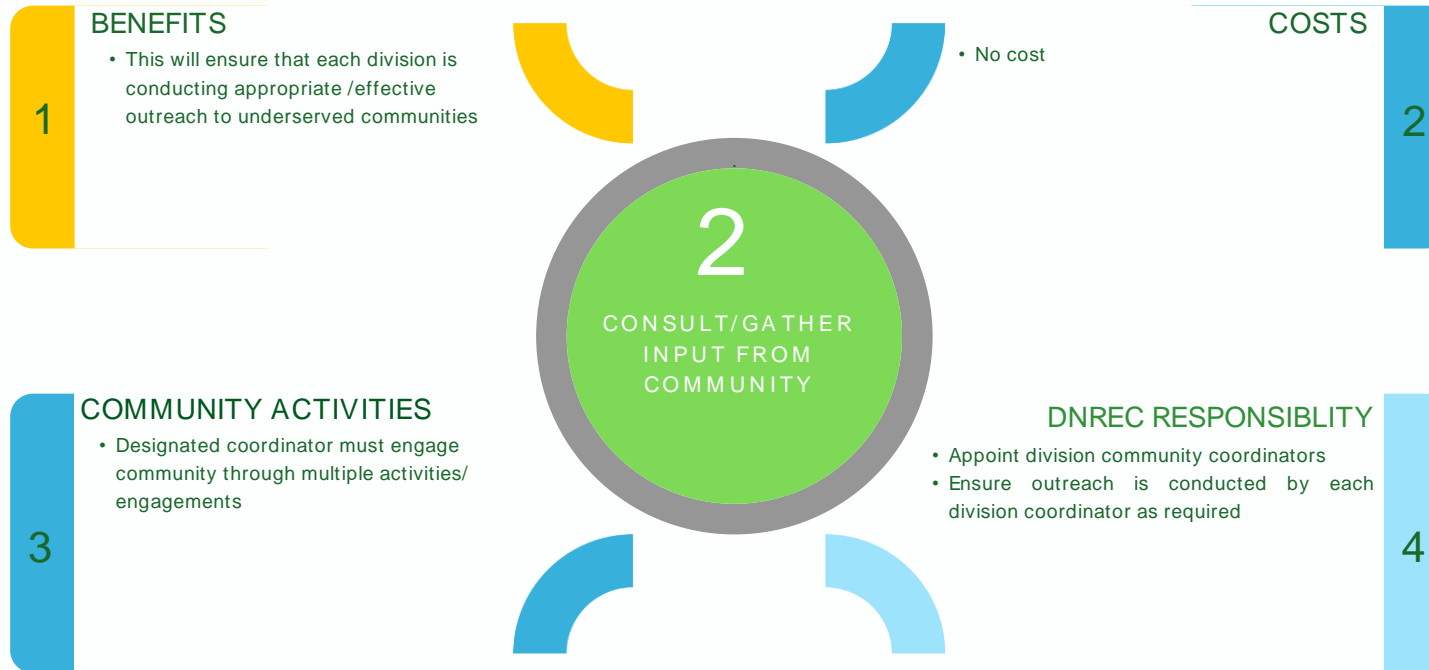 BENEFITS
• This will ensure that each division is
conducting appropriate /effective
outreach to underserved communities
1
COSTS
• No cost
2
2
CONSULT/GATHER
INPUT FROM
COMMUNITY
COMMUNITY ACTIVITIES
• Designated coordinator must engage
community through multiple activities/
engagements
3
DNREC RESPONSIBLITY
• Appoint division community coordinators
• Ensure outreach is conducted by each
division coordinator as required
4